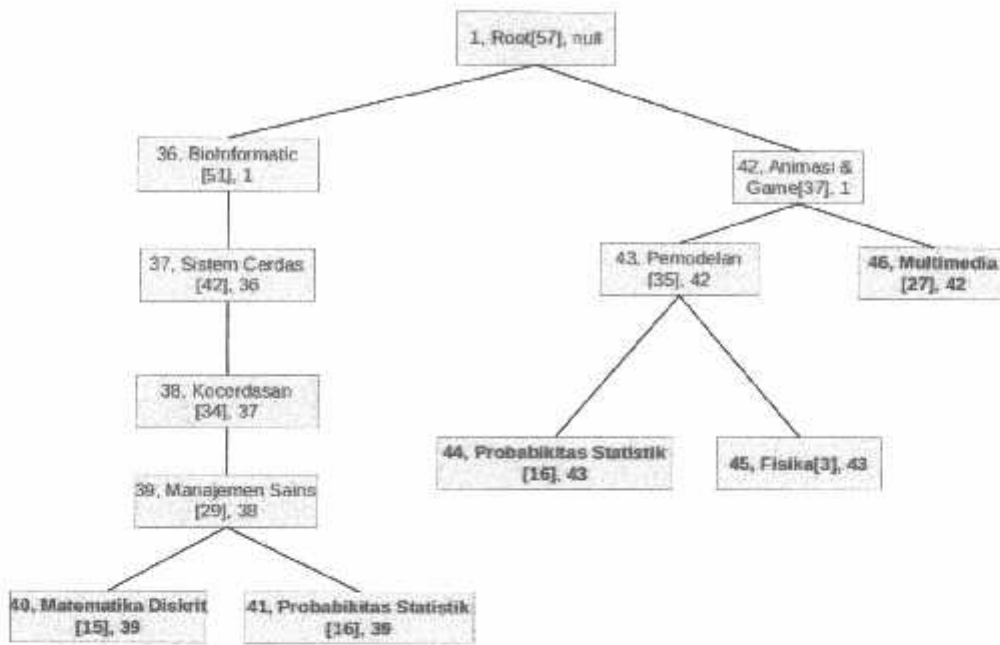 1, Root[57], null
36, BioInformatic
[51], 1
42, Animasi &
Game[37], 1
37, Sistem Cerdas
[42], 36
43, Pemodelan
[35], 42
46, Multimedia
[27], 42
38, Kecerdasan
[34], 37
44, Probabikitas Statistik
[16], 43
45, Fisika[3], 43
39, Manajemen Sains
[29], 38
40, Matematika Diskrit
[15], 39
41, Probabikitas Statistik
[16], 39